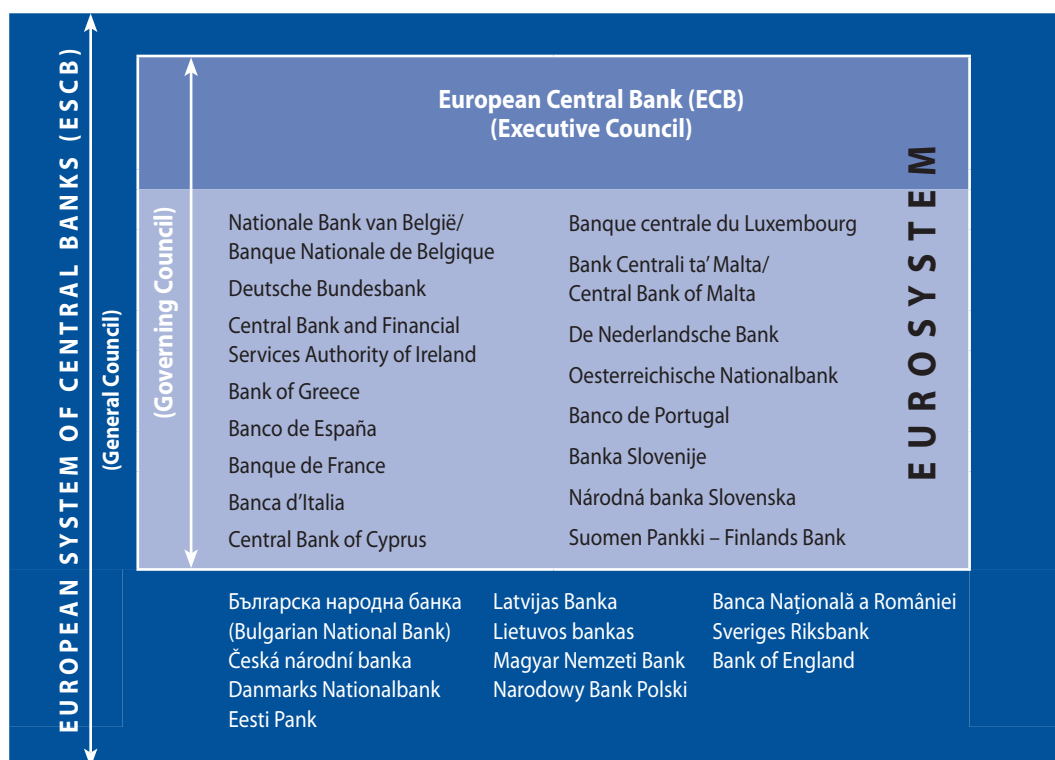 EUROPEAN SYSTEM OF CENTRAL BANKS (ESCB)
(General Council)
(Governing Council)
European Central Bank (ECB)
(Executive Council)
EUROSYSTEM
Nationale Bank van België/
Banque Nationale de Belgique
Deutsche Bundesbank
Central Bank and Financial
Services Authority of Ireland
Bank of Greece
Banco de España
Banque de France
Banca d’Italia
Central Bank of Cyprus
Banque centrale du Luxembourg
Bank Centrali ta’ Malta/
Central Bank of Malta
De Nederlandsche Bank
Oesterreichische Nationalbank
Banco de Portugal
Banka Slovenije
Národná banka Slovenska
Suomen Pankki – Finlands Bank
Българска народна банка
(Bulgarian National Bank)
Česká národní banka
Danmarks Nationalbank
Eesti Pank
Latvijas Banka
Lietuvos bankas
Magyar Nemzeti Bank
Narodowy Bank Polski
Banca Naţională a României
Sveriges Riksbank
Bank of England